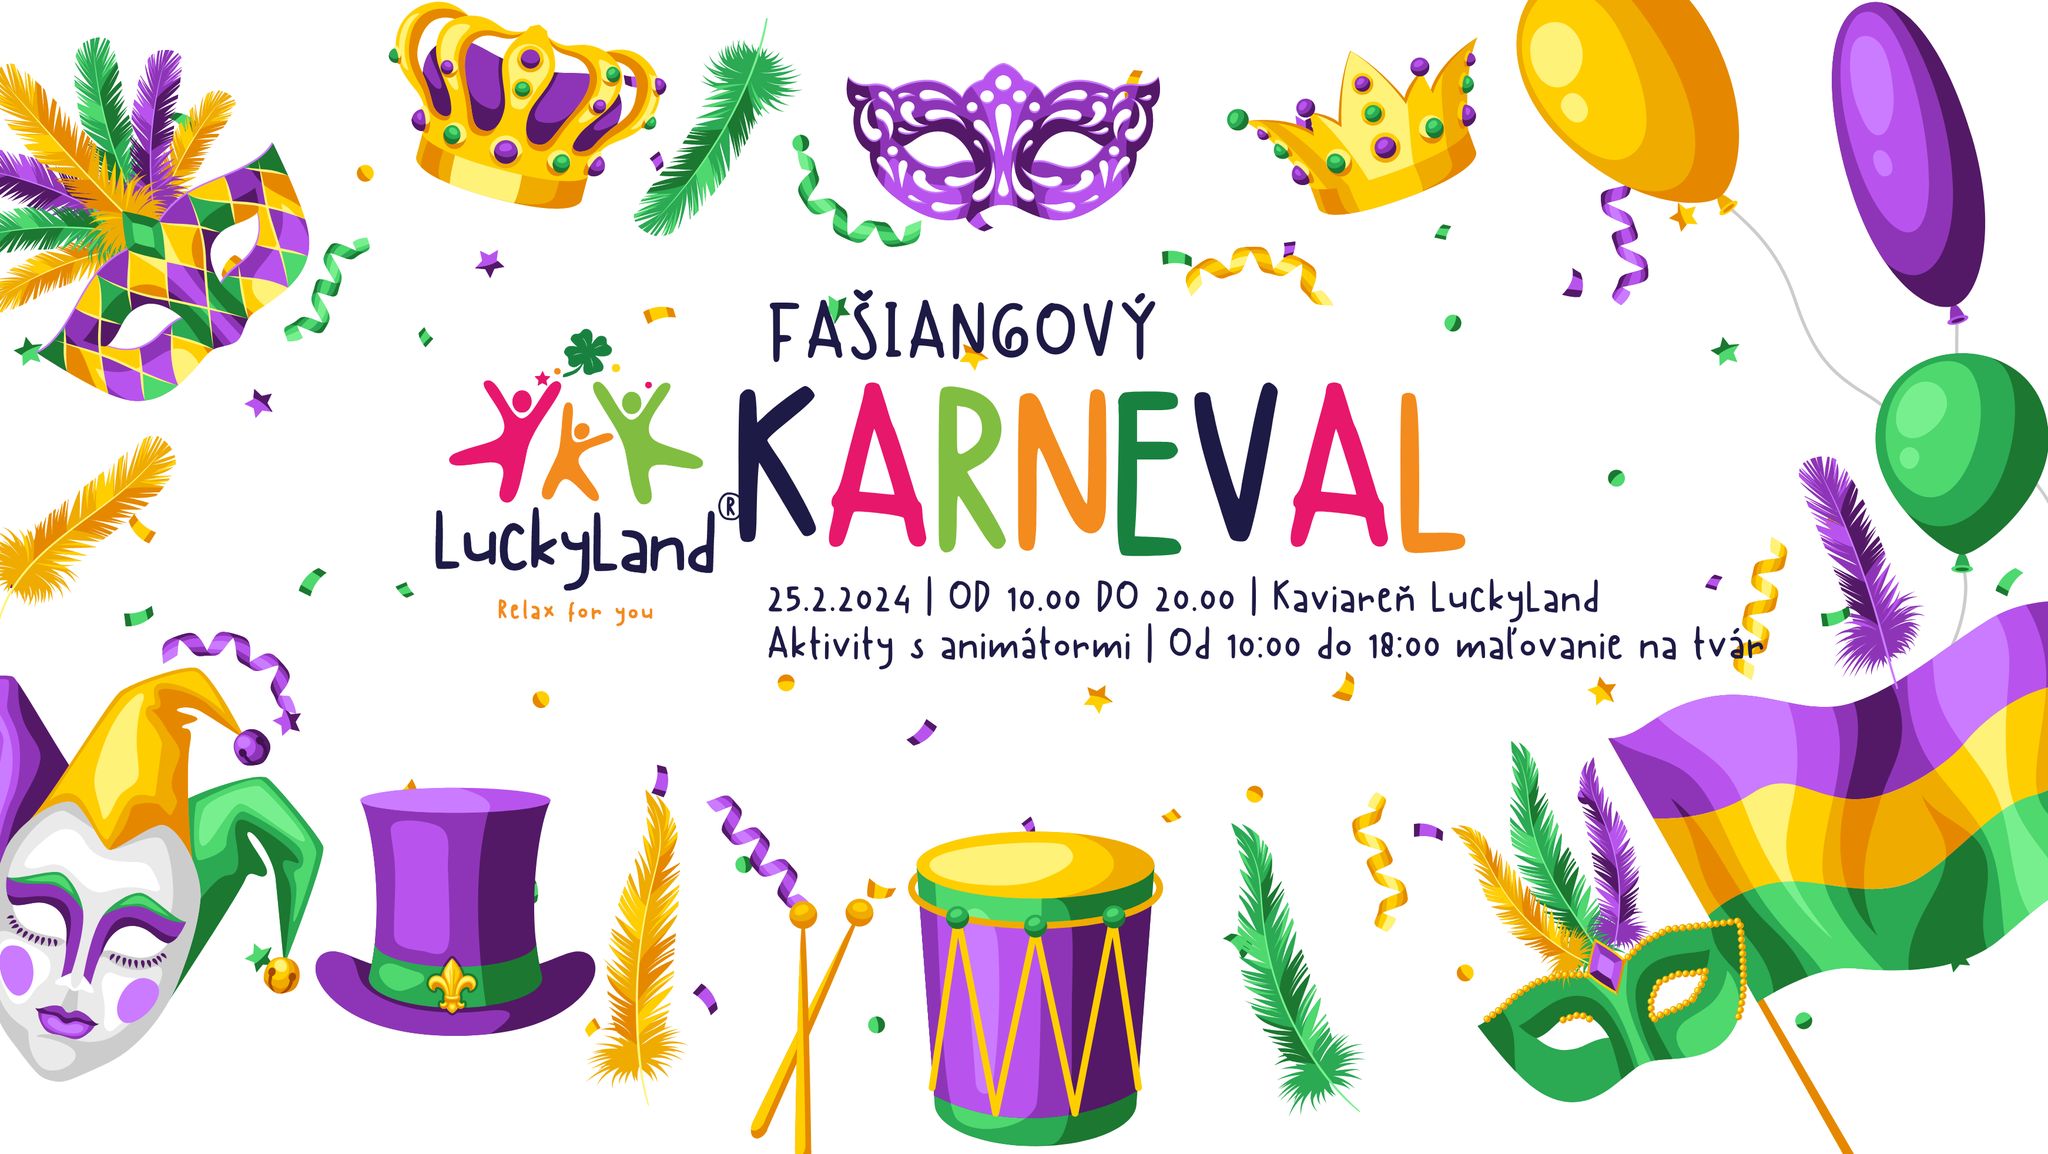 FAŠIANGOVÝ
KARNEVAL
LuckyLand®
Relax for you
25.2.2024 | OD 10.00 DO 20.00 | Kaviareň LuckyLand
Aktivity s animátormi | Od 10:00 do 18:00 maľovanie na tvár